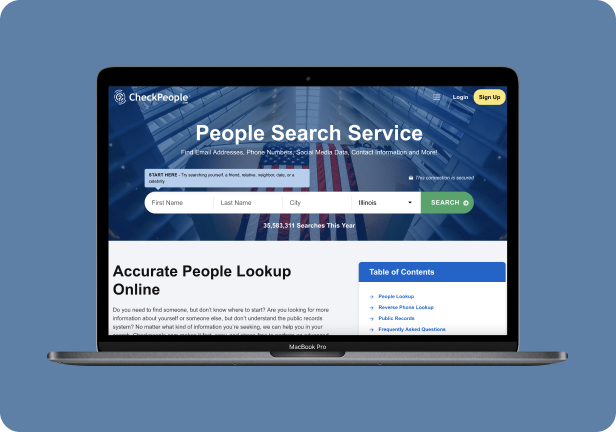 CheckPeople
Login
Sign Up
People Search Service
Find Email Addresses, Phone Numbers, Social Media Data, Contact Information and More!
START HERE - Try searching yourself, a friend, relative, neighbor, date, or a
celebrity
This connection is secured
First Name
Last Name
City
Illinois
SEARCH
35,583,311 Searches This Year
Accurate People Lookup
Online
Do you need to find someone, but don't know where to start? Are you looking for more
information about yourself or someone else, but don't understand the public records
system? No matter what kind of information you're seeking, we can help you in your
Table of Contents
People Lookup
Reverse Phone Lookup
Public Records
Frequently Asked Questions
MacBook Pro